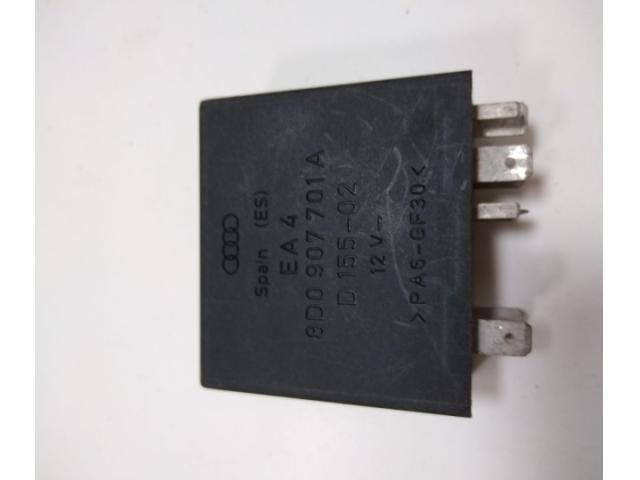 Spain (ES)
EA 4
8D0 907 701 A
D 155-02
12 V
>PA6-GF30<